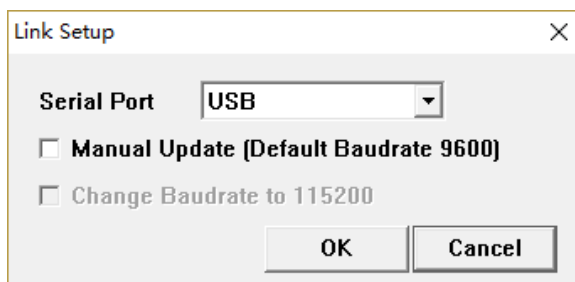 Link Setup
Serial Port USB
Manual Update (Default Baudrate 9600)
Change Baudrate to 115200
OK Cancel